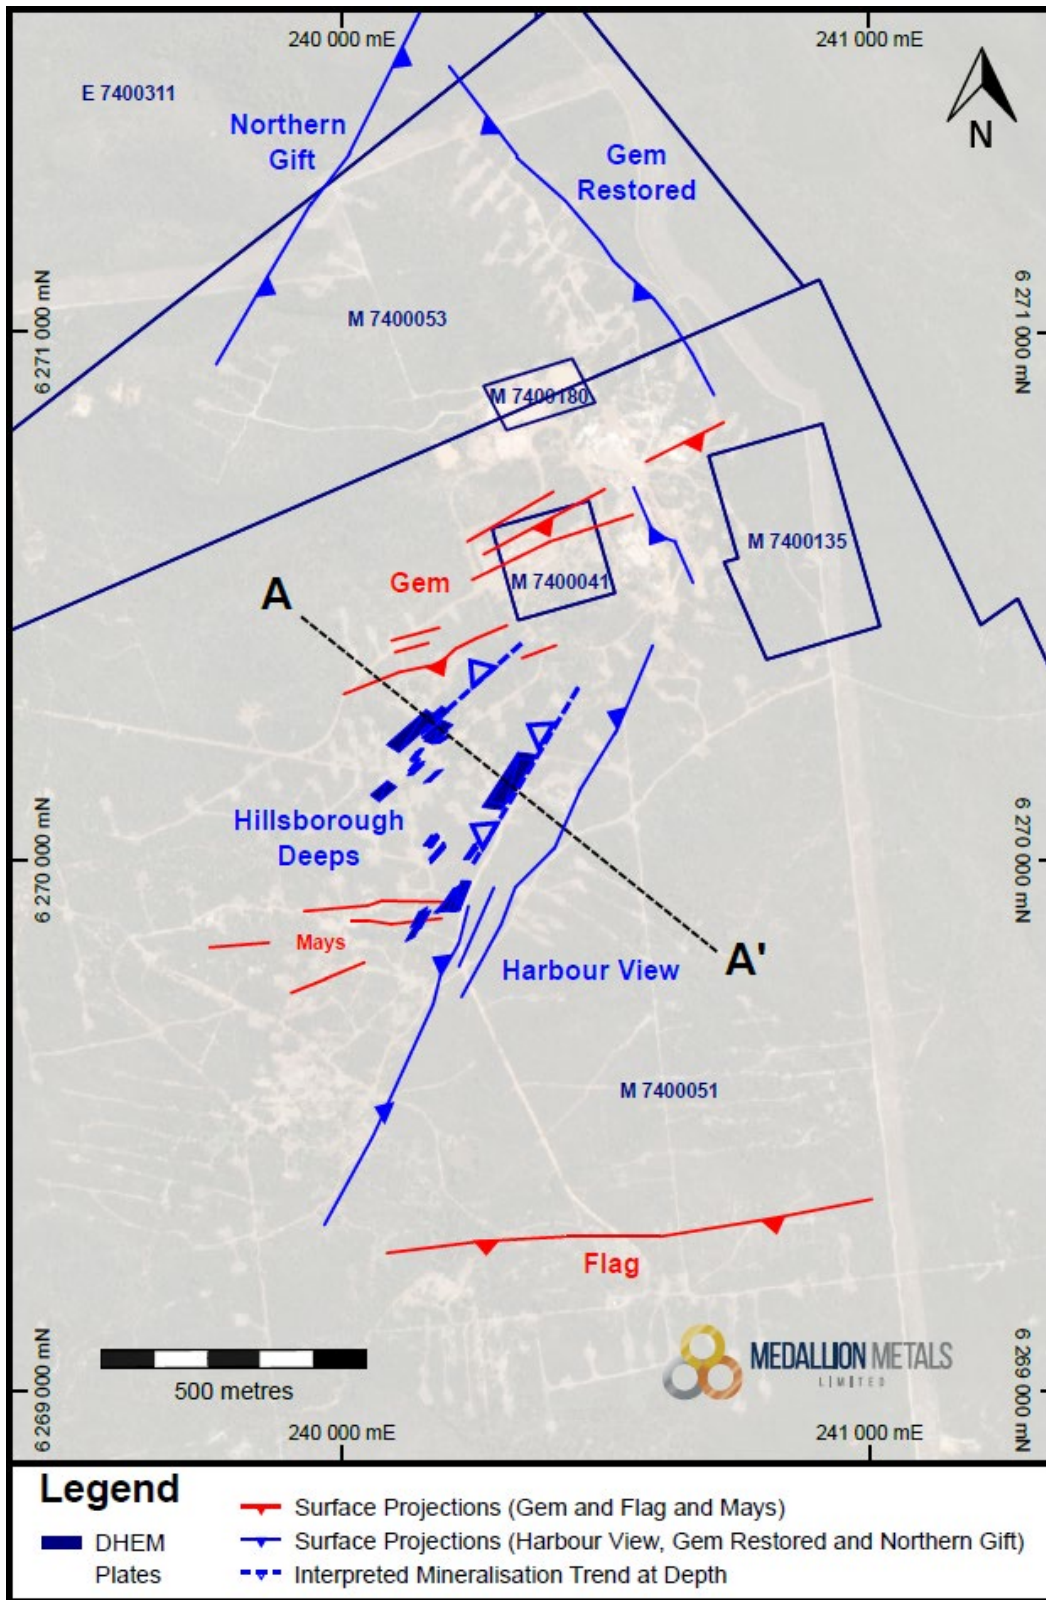 240 000 mE
241 000 mE
E 7400311
Northern
Gift
Gem
Restored
N
6 271 000 mN
6 271 000 mN
M 7400053
M 7400180
M 7400135
Gem
M 7400041
A
Hillsborough
Deeps
6 270 000 mN
6 270 000 mN
Mays
Harbour View
A'
M 7400051
Flag
6 269 000 mN
6 269 000 mN
500 metres
MEDALLION METALS
LIMITED
240 000 mE
241 000 mE
Legend
DHEM
Plates
Surface Projections (Gem and Flag and Mays)
Surface Projections (Harbour View, Gem Restored and Northern Gift)
Interpreted Mineralisation Trend at Depth